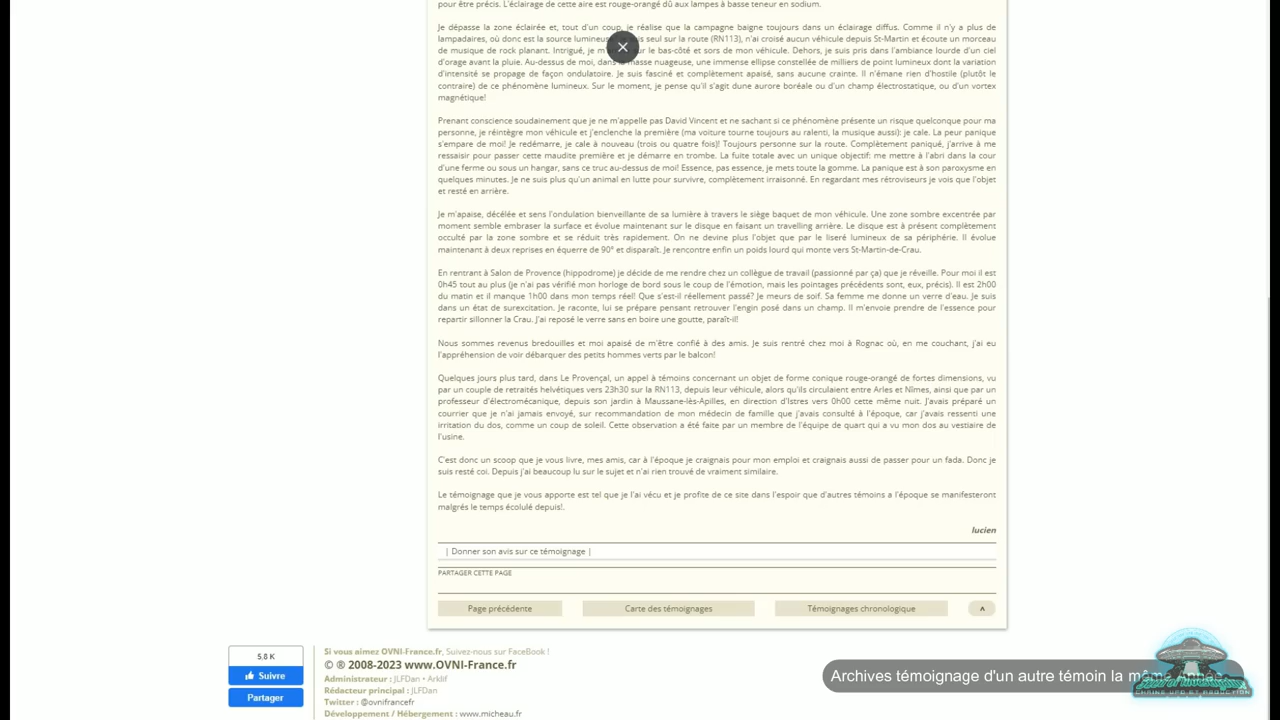 pour être précis. L'éclairage de cette aire est rouge-orangé dû aux lampes à basse teneur en sodium.
Je dépasse la zone éclairée et, tout d'un coup, je réalise que la campagne baigne toujours dans un éclairage diffus. Comme il n'y a plus de
lampadaires, où donc est la source lumineus seul sur la route (RN113), n'ai croisé aucun véhicule depuis St-Martin et écoute un morceau
de musique de rock planant. Intrigué, je m' ur le bas-côté et sors de mon véhicule. Dehors, je suis pris dans l'ambiance lourde d'un ciel
d'orage avant la pluie. Au-dessus de moi, dans masse nuageuse, une immense ellipse constellée de milliers de point lumineux dont la variation
d'intensité se propage de façon ondulatoire. Je suis fasciné et complètement apaisé, sans aucune crainte. Il n'émane rien d'hostile (plutôt le
contraire) de ce phénomène lumineux. Sur le moment, je pense qu'il s'agit dune aurore boréale ou d'un champ électrostatique, ou d'un vortex
magnétique!
Prenant conscience soudainement que je ne m'appelle pas David Vincent et ne sachant si ce phénomène présente un risque quelconque pour ma
personne, je réintègre mon véhicule et j'enclenche la première (ma voiture tourne toujours au ralenti, la musique aussi): je cale. La peur panique
s'empare de moi! Je redémarre, je cale à nouveau (trois ou quatre fois)! Toujours personne sur la route. Complètement paniqué, j'arrive à me
ressaisir pour passer cette maudite première et je démarre en trombe. La fuite totale avec un unique objectif: me mettre à l'abri dans la cour
d'une ferme ou sous un hangar, sans ce truc au-dessus de moi! Essence, pas essence, je mets toute la gomme. La panique est à son paroxysme en
quelques minutes. Je ne suis plus qu'un animal en lutte pour survivre, complètement irraisonné. En regardant mes rétroviseurs je vois que l'objet
et resté en arrière.
Je m'apaise, décélée et sens l'ondulation bienveillante de sa lumière à travers le siège baquet de mon véhicule. Une zone sombre excentrée par
moment semble embraser la surface et évolue maintenant sur le disque en faisant un travelling arrière. Le disque est à présent complètement
occulté par la zone sombre et se réduit très rapidement. On ne devine plus l'objet que par le liseré lumineux de sa périphérie. Il évolue
maintenant à deux reprises en équerre de 90° et disparaît. Je rencontre enfin un poids lourd qui monte vers St-Martin-de-Crau.
En rentrant à Salon de Provence (hippodrome) je décide de me rendre chez un collègue de travail (passionné par ça) que je réveille. Pour moi il est
0h45 tout au plus (je n'ai pas vérifié mon horloge de bord sous le coup de l'émotion, mais les pointages précédents sont, eux, précis). Il est 2h00
du matin et il manque 1h00 dans mon temps réel! Que s'est-il réellement passé? Je meurs de soif. Sa femme me donne un verre d'eau. Je suis
dans un état de surexcitation. Je raconte, lui se prépare pensant retrouver l'engin posé dans un champ. Il m'envoie prendre de l'essence pour
repartir sillonner la Crau. J'ai reposé le verre sans en boire une goutte, paraît-il!
Nous sommes revenus bredouilles et moi apaisé de m'être confié à des amis. Je suis rentré chez moi à Rognac où, en me couchant, j'ai eu
l'appréhension de voir débarquer des petits hommes verts par le balcon!
Quelques jours plus tard, dans Le Provençal, un appel à témoins concernant un objet de forme conique rouge-orangé de fortes dimensions, vu
par un couple de retraités helvétiques vers 23h30 sur la RN113, depuis leur véhicule, alors qu'ils circulaient entre Arles et Nîmes, ainsi que par un
professeur d'électromécanique, depuis son jardin à Maussane-lès-Apilles, en direction d'Istres vers 0h00 cette même nuit. J'avais préparé un
courrier que je n'ai jamais envoyé, sur recommandation de mon médecin de famille que j'avais consulté à l'époque, car j'avais ressenti une
irritation du dos, comme un coup de soleil. Cette observation a été faite par un membre de l'équipe de quart qui a vu mon dos au vestiaire de
l'usine.
C'est donc un scoop que je vous livre, mes amis, car à l'époque je craignais pour mon emploi et craignais aussi de passer pour un fada. Donc je
suis resté coi. Depuis j'ai beaucoup lu sur le sujet et n'ai rien trouvé de vraiment similaire.
Le témoignage que je vous apporte est tel que je l'ai vécu et je profite de ce site dans l'espoir que d'autres témoins a l'époque se manifesteront
malgrés le temps écolulé depuis!.
lucien
| Donner son avis sur ce témoignage |
PARTAGER CETTE PAGE
Page précédente Carte des témoignages Témoignages chronologique ^
5,8 K
Suivre
Partager
Si vous aimez OVNI-France.fr, Suivez-nous sur FaceBook !
© ® 2008-2023 www.OVNI-France.fr
Administrateur : JLFDan • Arklif
Rédacteur principal : JLFDan
Twitter : @ovnifrancefr
Développement / Hébergement : www.micheau.fr
Archives témoignage d'un autre témoin la même
CHAINE UFO ET PRODUCTION